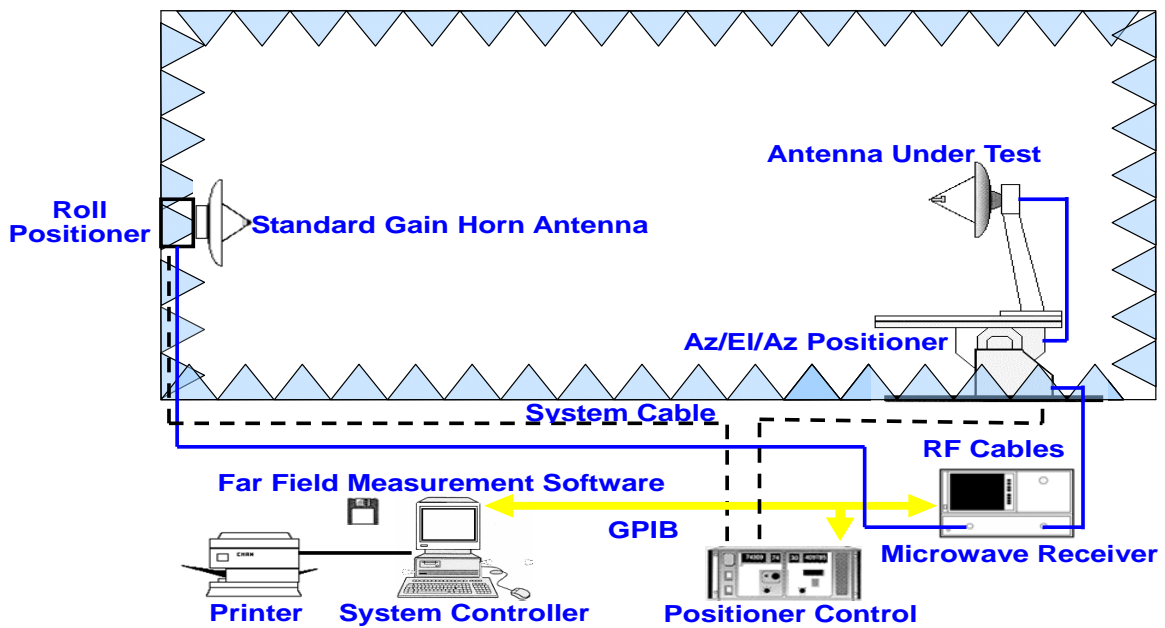 Antenna Under Test
Roll
Positioner
Standard Gain Horn Antenna
Az/El/Az Positioner
System Cable
RF Cables
Far Field Measurement Software
GPIB
Microwave Receiver
Printer
System Controller
Positioner Control